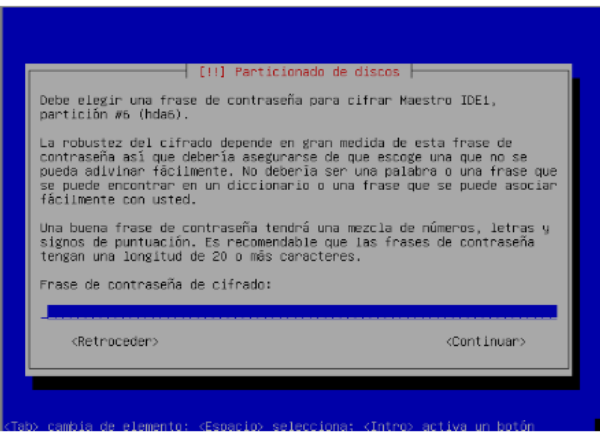 [!!] Particionado de discos
Debe elegir una frase de contraseña para cifrar Maestro IDE1,
partición #6 (hda6).
La robustez del cifrado depende en gran medida de esta frase de
contraseña así que debería asegurarse de que escoge una que no se
pueda adivinar fácilmente. No debería ser una palabra o una frase que
se puede encontrar en un diccionario o una frase que se puede asociar
fácilmente con usted.
Una buena frase de contraseña tendrá una mezcla de números, letras y
signos de puntuación. Es recomendable que las frases de contraseña
tengan una longitud de 20 o más caracteres.
Frase de contraseña de cifrado:
<Retroceder> <Continuar>
<Tab> cambia de elemento; <Espacio> selecciona; <Intro> activa un botón